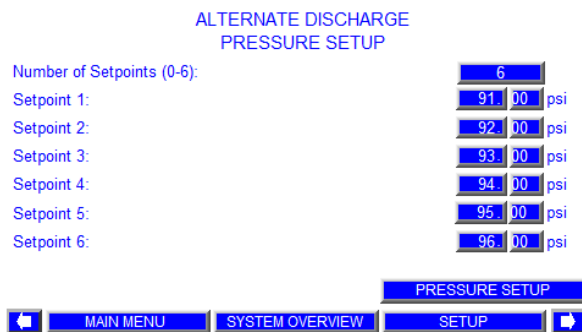 ALTERNATE DISCHARGE
PRESSURE SETUP
Number of Setpoints (0-6): 6
Setpoint 1: 91. 00 psi
Setpoint 2: 92. 00 psi
Setpoint 3: 93. 00 psi
Setpoint 4: 94. 00 psi
Setpoint 5: 95. 00 psi
Setpoint 6: 96. 00 psi
PRESSURE SETUP
MAIN MENU SYSTEM OVERVIEW SETUP